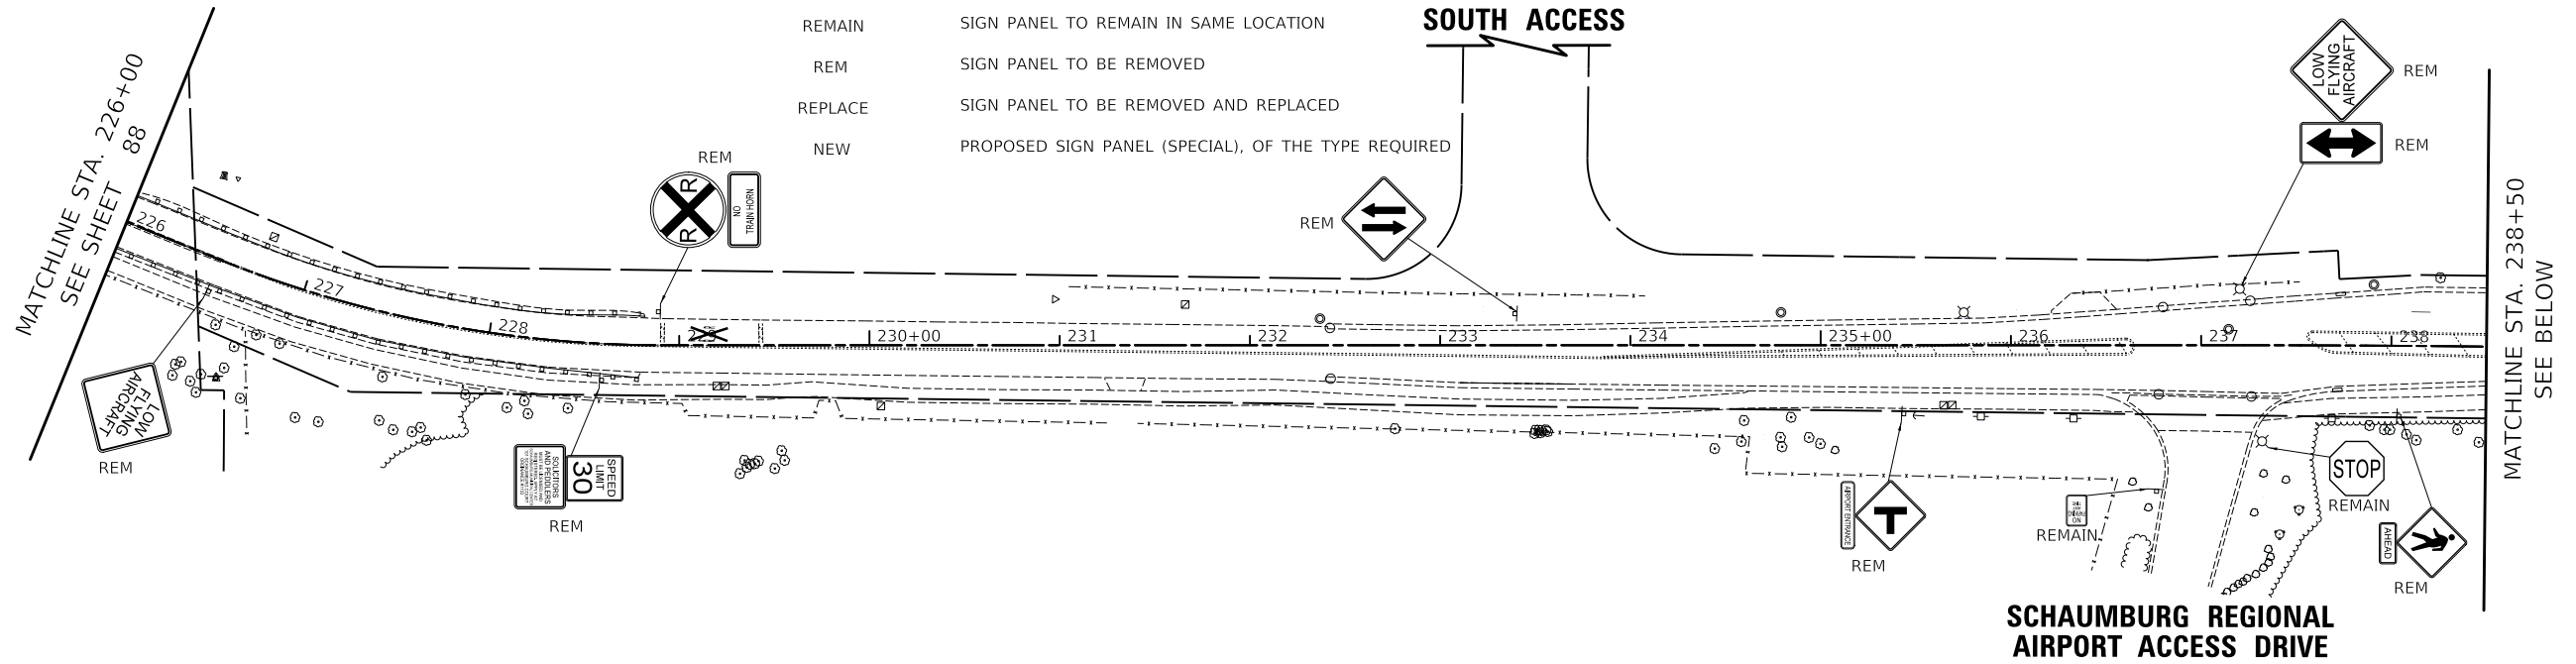 REMAIN SIGN PANEL TO REMAIN IN SAME LOCATION
REM SIGN PANEL TO BE REMOVED
REPLACE SIGN PANEL TO BE REMOVED AND REPLACED
NEW PROPOSED SIGN PANEL (SPECIAL), OF THE TYPE REQUIRED
SOUTH ACCESS
MATCHLINE STA. 226+00
SEE SHEET 88
LOW
FLYING
AIRCRAFT
REM
REM
REM
R
R
NO
TRAIN HORN
REM
226
227
228
230+00
231
232
233
234
235+00
236
237
238
LOW
FLYING
AIRCRAFT
REM
SOLICITORS
AND PEDDLERS
SPEED
LIMIT
30
REM
AIRPORT ENTRANCE
REM
REMAIN
STOP
REMAIN
AHEAD
REM
MATCHLINE STA. 238+50
SEE BELOW
SCHAUMBURG REGIONAL
AIRPORT ACCESS DRIVE